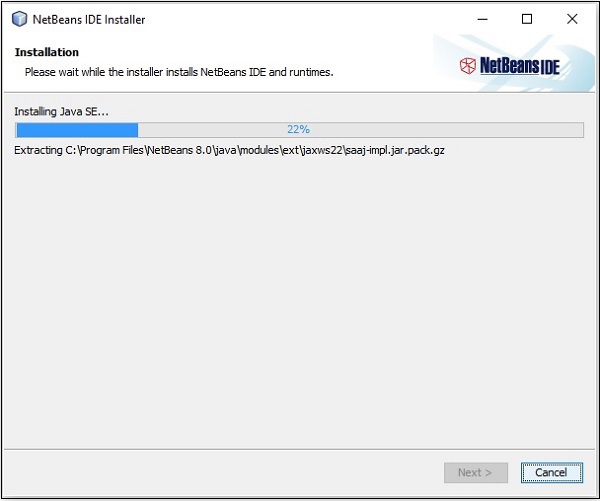 NetBeans IDE Installer
Installation
Please wait while the installer installs NetBeans IDE and runtimes.
NetBeans IDE
Installing Java SE...
22%
Extracting C:\Program Files\NetBeans 8.0\java\modules\ext\jaxws22\saaj-impl.jar.pack.gz
Next >
Cancel